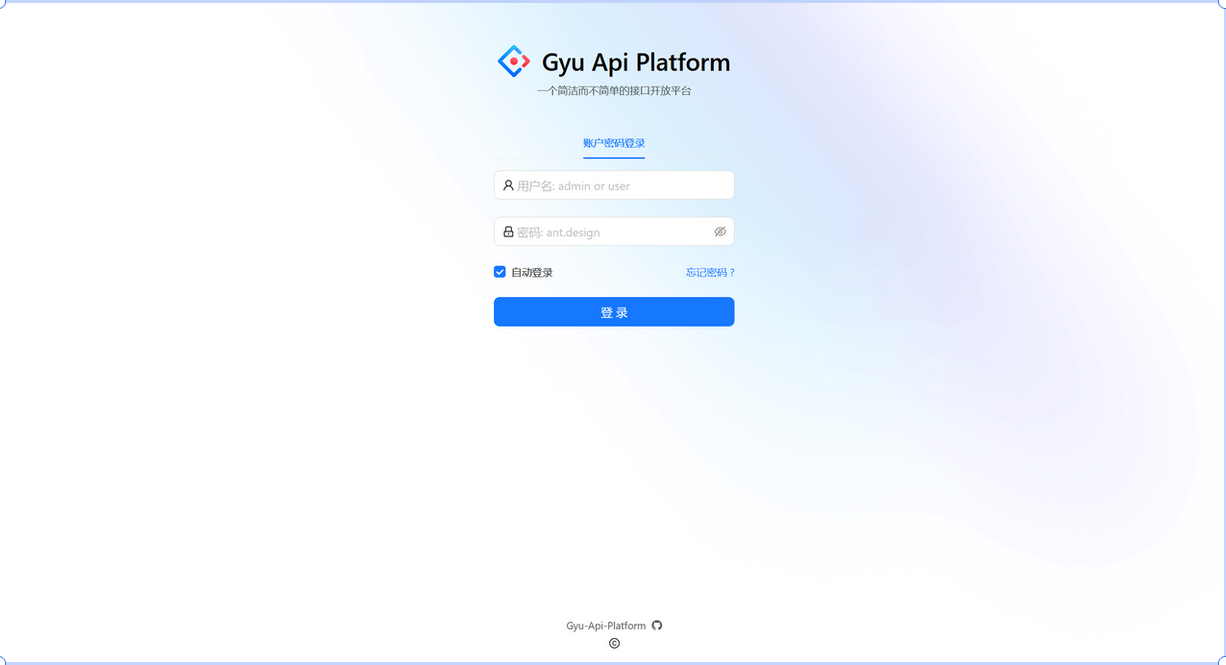 Gyu Api Platform
一个简洁而不简单的接口开放平台
账户密码登录
用户名: admin or user
密码: ant.design
自动登录
忘记密码 ?
登 录
Gyu-Api-Platform
©